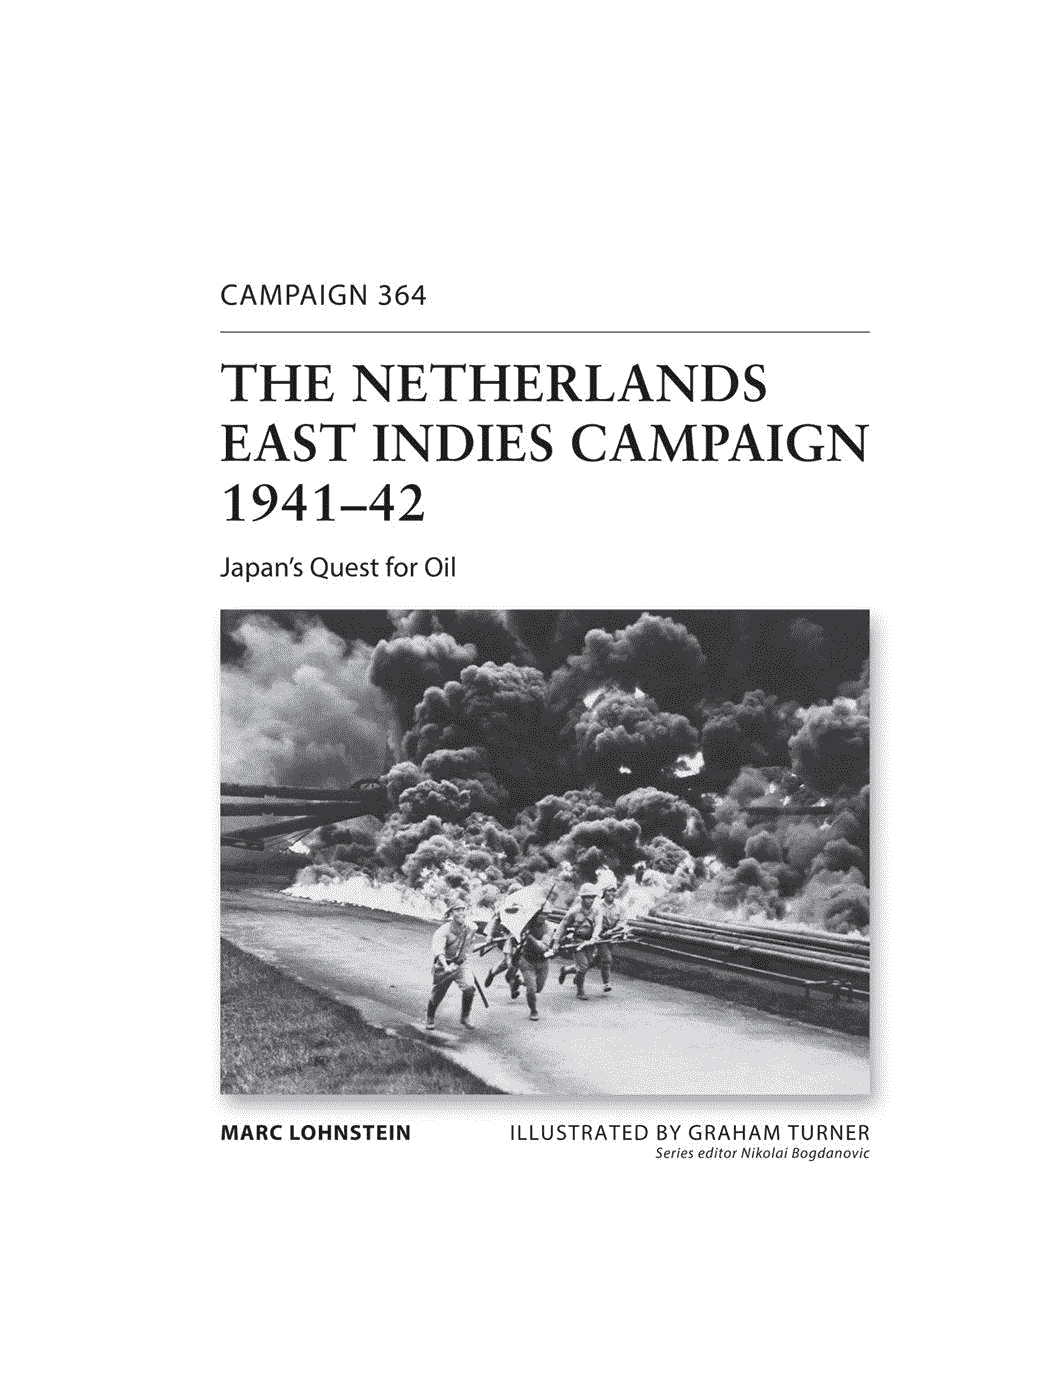 CAMPAIGN 364
THE NETHERLANDS
EAST INDIES CAMPAIGN
1941–42
Japan's Quest for Oil
MARC LOHNSTEIN
ILLUSTRATED BY GRAHAM TURNER
Series editor Nikolai Bogdanovic